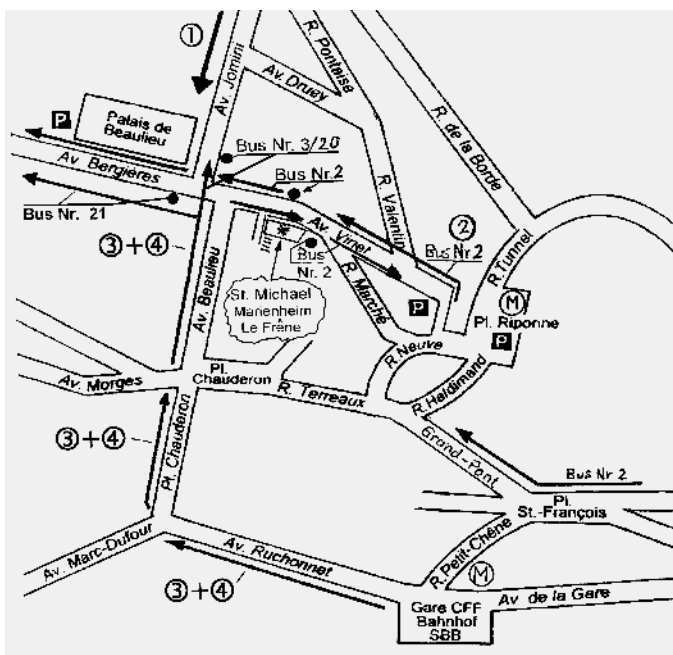 ①
Av. Jomini
R. Pontaise
Av. Druey
R. de la Borde
P
Palais de
Beaulieu
Av. Bergières
Bus Nr. 3/20
Bus Nr. 2
Bus Nr. 21
R. Valentin
②
Bus Nr. 2
③+④
Av. Vinet
Bus
Nr. 2
R. Tunnel
M
Pl. Riponne
P
P
St. Michael
Marienheim
Le Frêne
Av. Beaulieu
R. Marché
R. Neuve
R. Haldimand
Av. Morges
Pl.
Chauderon
R. Terreaux
③+④
Pl. Chauderon
Grand-Pont
Bus Nr 2
Pl.
St.-François
Av. Marc-Dufour
Av. Ruchonnet
R. Petit-Chêne
M
③+④
Gare CFF
Bahnhof
SBB
Av. de la Gare